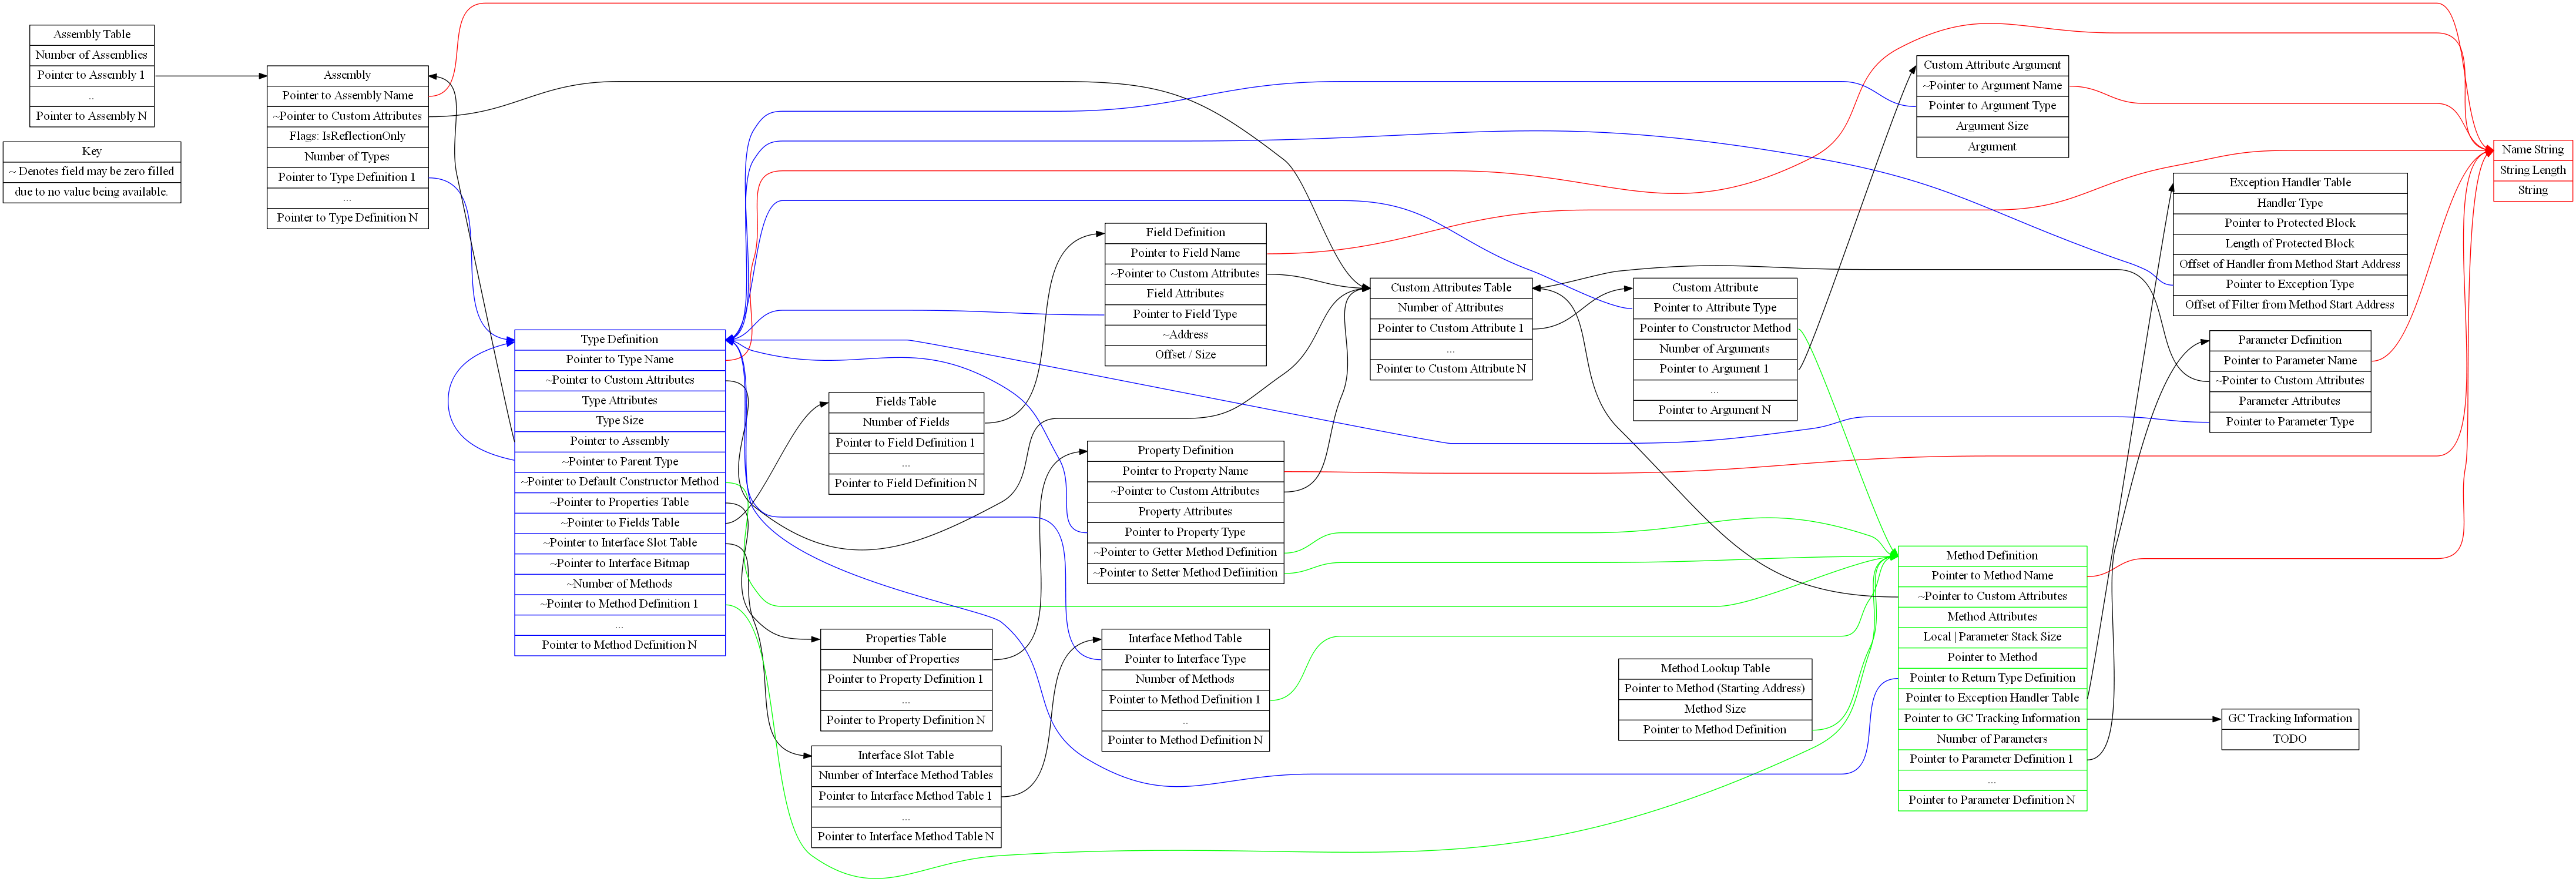 Assembly Table
Number of Assemblies
Pointer to Assembly 1
..
Pointer to Assembly N
Key
~ Denotes field may be zero filled
due to no value being available.
Assembly
Pointer to Assembly Name
~Pointer to Custom Attributes
Flags: IsReflectionOnly
Number of Types
Pointer to Type Definition 1
...
Pointer to Type Definition N
Type Definition
Pointer to Type Name
~Pointer to Custom Attributes
Type Attributes
Type Size
Pointer to Assembly
~Pointer to Parent Type
~Pointer to Default Constructor Method
~Pointer to Properties Table
~Pointer to Fields Table
~Pointer to Interface Slot Table
~Pointer to Interface Bitmap
~Number of Methods
~Pointer to Method Definition 1
...
Pointer to Method Definition N
Fields Table
Number of Fields
Pointer to Field Definition 1
...
Pointer to Field Definition N
Properties Table
Number of Properties
Pointer to Property Definition 1
...
Pointer to Property Definition N
Interface Slot Table
Number of Interface Method Tables
Pointer to Interface Method Table 1
...
Pointer to Interface Method Table N
Field Definition
Pointer to Field Name
~Pointer to Custom Attributes
Field Attributes
Pointer to Field Type
~Address
Offset / Size
Property Definition
Pointer to Property Name
~Pointer to Custom Attributes
Property Attributes
Pointer to Property Type
~Pointer to Getter Method Definition
~Pointer to Setter Method Defiinition
Interface Method Table
Pointer to Interface Type
Number of Methods
Pointer to Method Definition 1
..
Pointer to Method Definition N
Custom Attributes Table
Number of Attributes
Pointer to Custom Attribute 1
...
Pointer to Custom Attribute N
Custom Attribute
Pointer to Attribute Type
Pointer to Constructor Method
Number of Arguments
Pointer to Argument 1
...
Pointer to Argument N
Method Lookup Table
Pointer to Method (Starting Address)
Method Size
Pointer to Method Definition
Custom Attribute Argument
~Pointer to Argument Name
Pointer to Argument Type
Argument Size
Argument
Method Definition
Pointer to Method Name
~Pointer to Custom Attributes
Method Attributes
Local | Parameter Stack Size
Pointer to Method
Pointer to Return Type Definition
Pointer to Exception Handler Table
Pointer to GC Tracking Information
Number of Parameters
Pointer to Parameter Definition 1
...
Pointer to Parameter Definition N
Exception Handler Table
Handler Type
Pointer to Protected Block
Length of Protected Block
Offset of Handler from Method Start Address
Pointer to Exception Type
Offset of Filter from Method Start Address
Parameter Definition
Pointer to Parameter Name
~Pointer to Custom Attributes
Parameter Attributes
Pointer to Parameter Type
GC Tracking Information
TODO
Name String
String Length
String